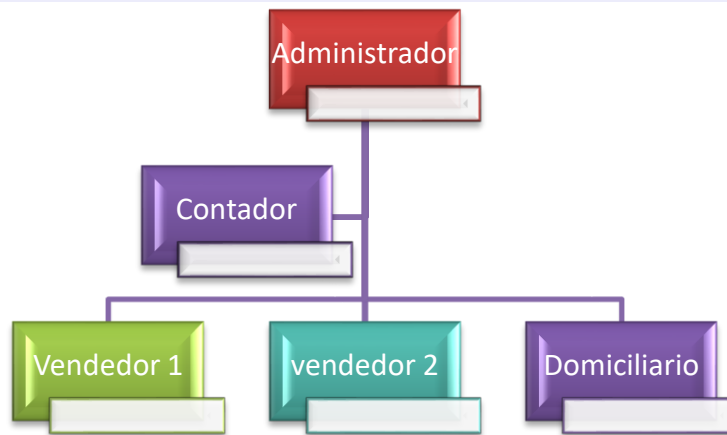 Administrador
Contador
Vendedor 1
vendedor 2
Domiciliario